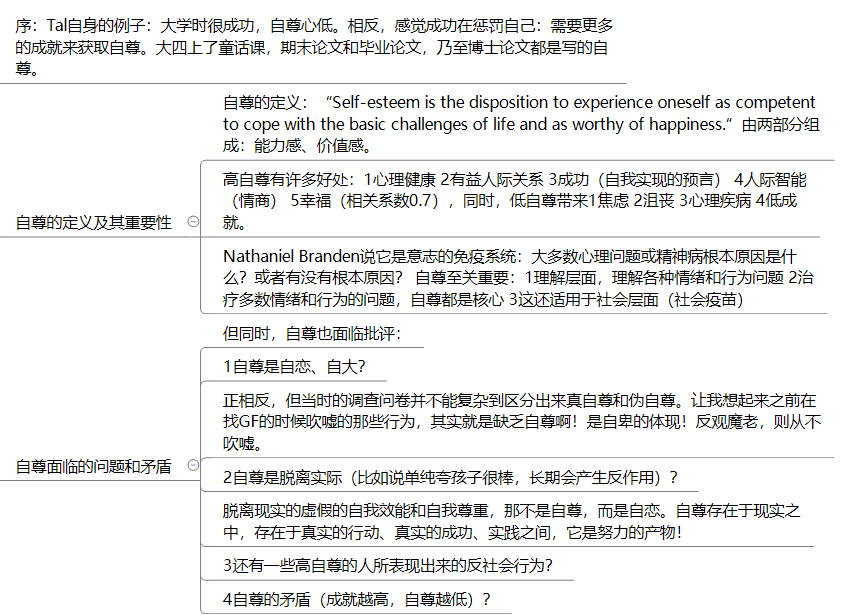 序：Tal自身的例子：大学时很成功，自尊心低。相反，感觉成功在惩罚自己：需要更多
的成就来获取自尊。大四上了童话课，期末论文和毕业论文，乃至博士论文都是写的自
尊。
自尊的定义及其重要性
自尊的定义： “Self-esteem is the disposition to experience oneself as competent
to cope with the basic challenges of life and as worthy of happiness.” 由两部分组
成：能力感、价值感。
高自尊有许多好处：1心理健康 2有益人际关系 3成功（自我实现的预言） 4人际智能
（情商） 5幸福（相关系数0.7），同时，低自尊带来1焦虑 2沮丧 3心理疾病 4低成
就。
Nathaniel Branden说它是意志的免疫系统：大多数心理问题或精神病根本原因是什
么？或者有没有根本原因？ 自尊至关重要：1理解层面，理解各种情绪和行为问题 2治
疗多数情绪和行为的问题，自尊都是核心 3这还适用于社会层面（社会疫苗）
自尊面临的问题和矛盾
但同时，自尊也面临批评：
1自尊是自恋、自大？
正相反，但当时的调查问卷并不能复杂到区分出来真自尊和伪自尊。让我想起来之前在
找GF的时候吹嘘的那些行为，其实就是缺乏自尊啊！是自卑的体现！反观魔老，则从不
吹嘘。
2自尊是脱离实际（比如说单纯夸孩子很棒，长期会产生反作用）？
脱离现实的虚假的自我效能和自我尊重，那不是自尊，而是自恋。自尊存在于现实之
中，存在于真实的行动、真实的成功、实践之间，它是努力的产物！
3还有一些高自尊的人所表现出来的反社会行为？
4自尊的矛盾（成就越高，自尊越低）？